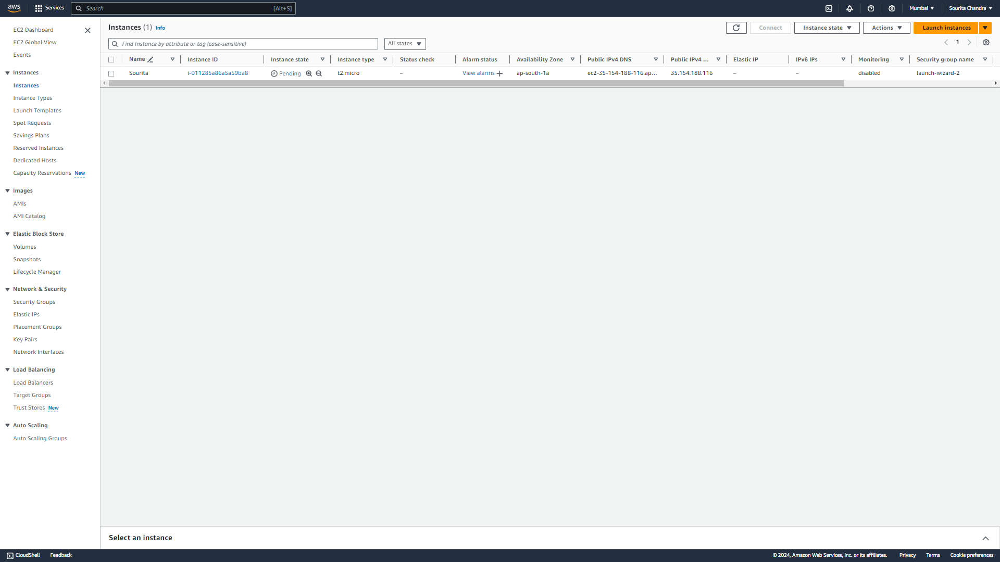 aws
Services
Search
[Alt+S]
Mumbai
Sourita Chandra
EC2 Dashboard
EC2 Global View
Events
Instances
Instances
Instance Types
Launch Templates
Spot Requests
Savings Plans
Reserved Instances
Dedicated Hosts
Capacity Reservations New
Images
AMIs
AMI Catalog
Elastic Block Store
Volumes
Snapshots
Lifecycle Manager
Network & Security
Security Groups
Elastic IPs
Placement Groups
Key Pairs
Network Interfaces
Load Balancing
Load Balancers
Target Groups
Trust Stores New
Auto Scaling
Auto Scaling Groups
Instances (1) Info
Connect
Instance state
Actions
Launch instances
Find Instance by attribute or tag (case-sensitive)
All states
1
Name Instance ID Instance state Instance type Status check Alarm status Availability Zone Public IPv4 DNS Public IPv4 ... Elastic IP IPv6 IPs Monitoring Security group name
Sourita i-011285a86a5a59ba8 Pending t2.micro – View alarms + ap-south-1a ec2-35-154-188-116.ap... 35.154.188.116 – – disabled launch-wizard-2
Select an instance
CloudShell Feedback © 2024, Amazon Web Services, Inc. or its affiliates. Privacy Terms Cookie preferences